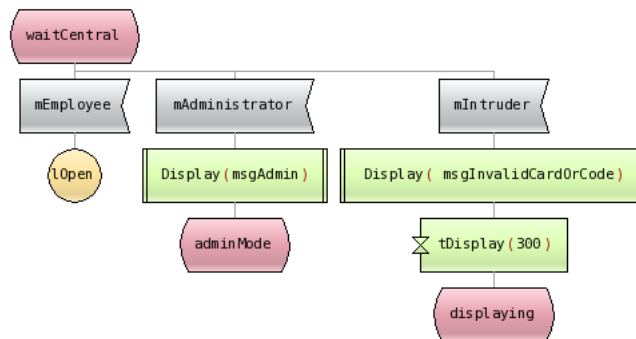 waitCentral
mEmployee
mAdministrator
mIntruder
lOpen
Display(msgAdmin)
Display( msgInvalidCardOrCode)
adminMode
tDisplay(300)
displaying